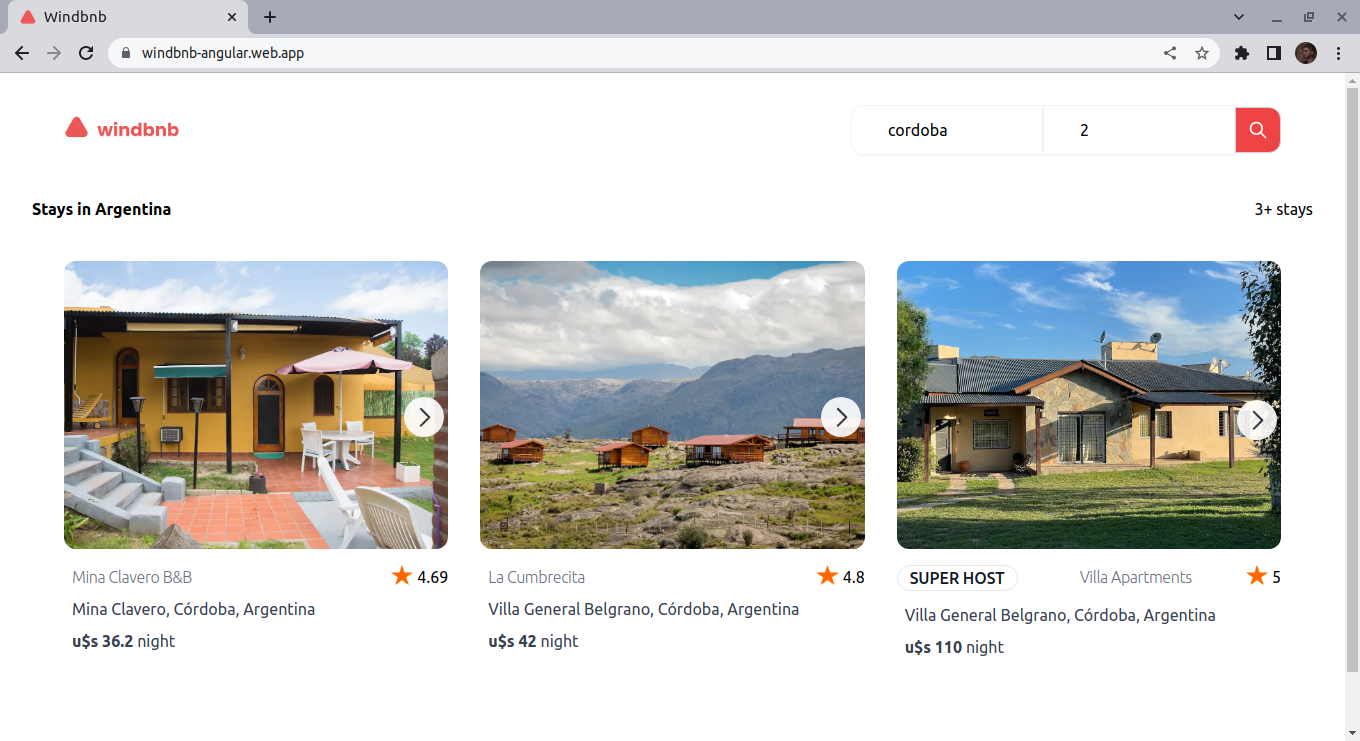 Windbnb
windbnb-angular.web.app
windbnb
cordoba
2
Stays in Argentina
3+ stays
Mina Clavero B&B
4.69
Mina Clavero, Córdoba, Argentina
u$s 36.2 night
La Cumbrecita
4.8
Villa General Belgrano, Córdoba, Argentina
u$s 42 night
SUPER HOST
Villa Apartments
5
Villa General Belgrano, Córdoba, Argentina
u$s 110 night